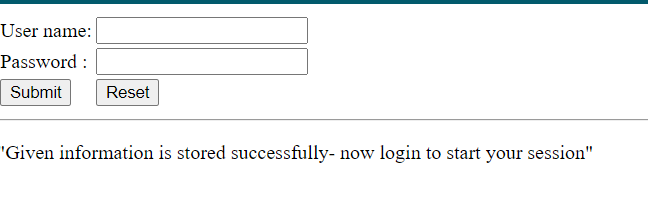 User name:
Password :
Submit Reset
'Given information is stored successfully- now login to start your session"